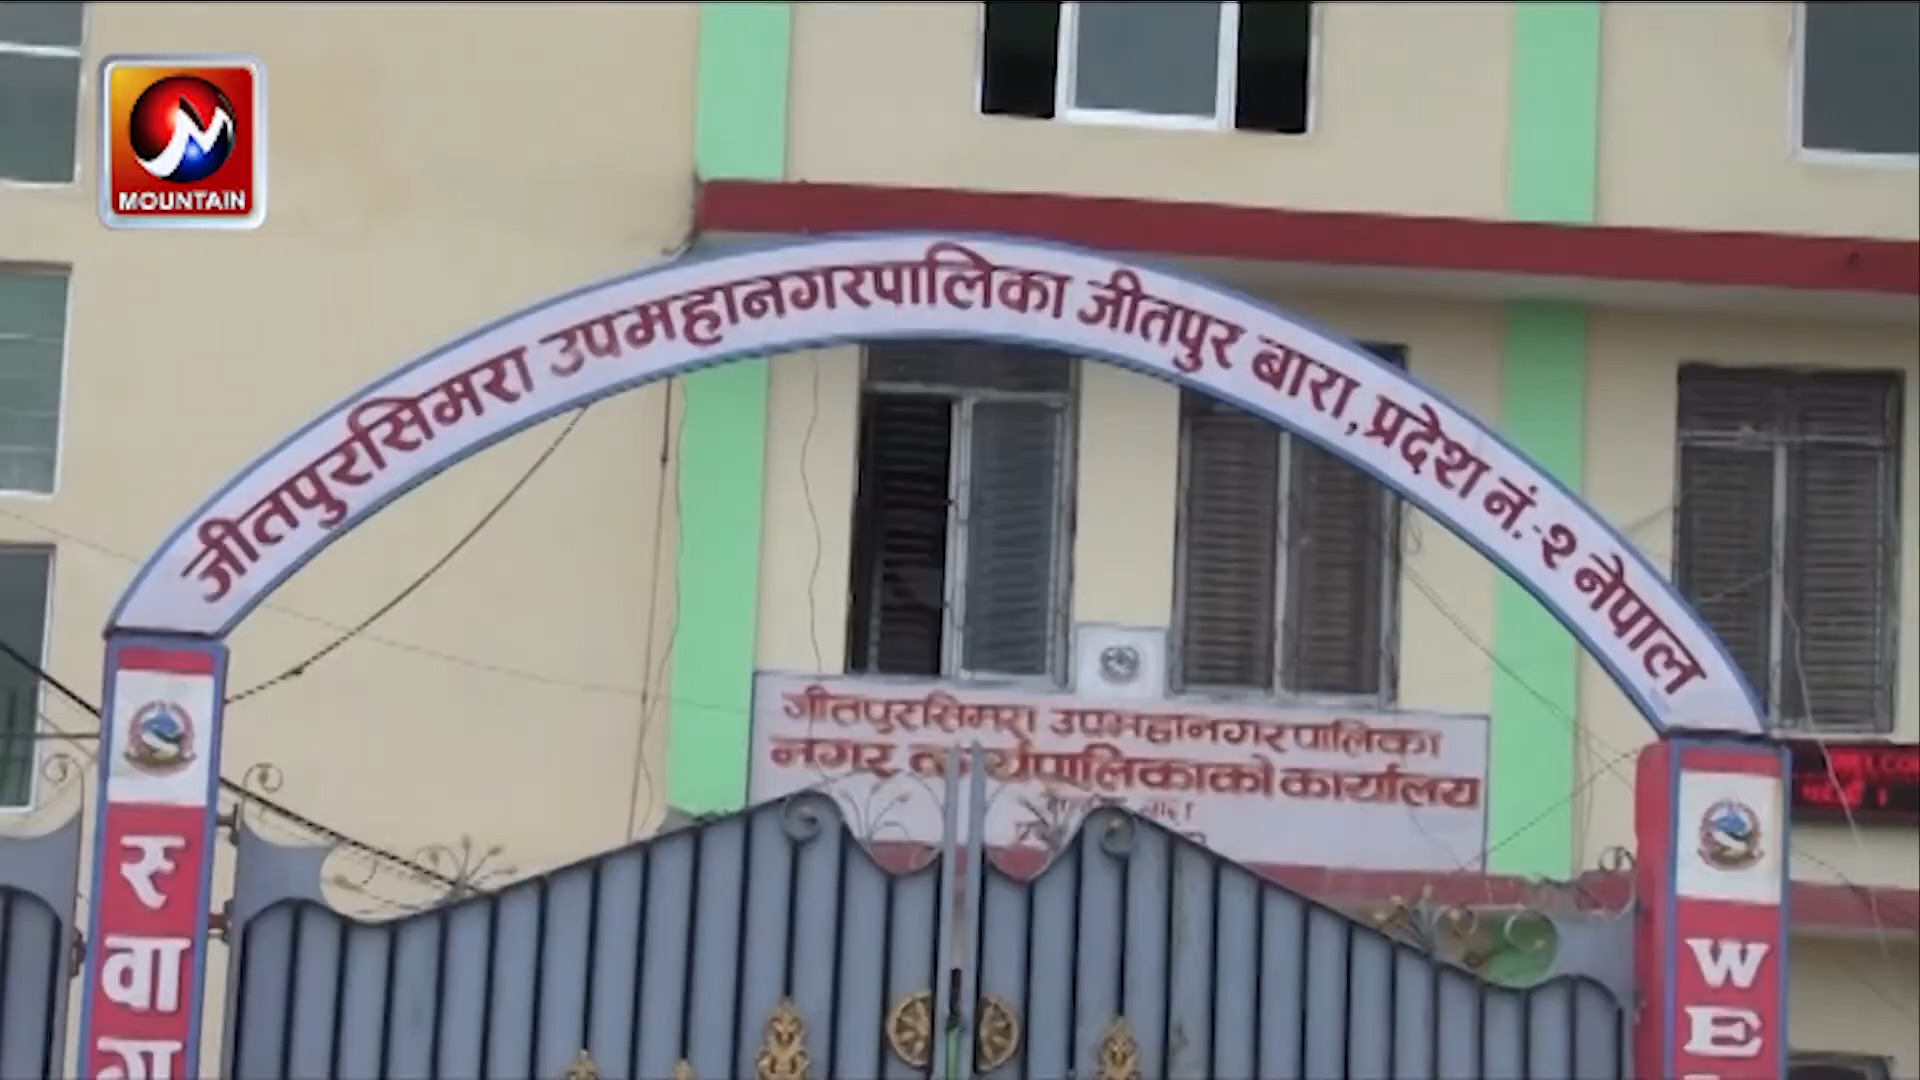 MOUNTAIN
जीतपुरसिमरा उपमहानगरपालिका जीतपुर बारा, प्रदेश नं.-२ नेपाल
जीतपुरसिमरा उपमहानगरपालिका
नगर कार्यपालिकाको कार्यालय
स्वाग
WE